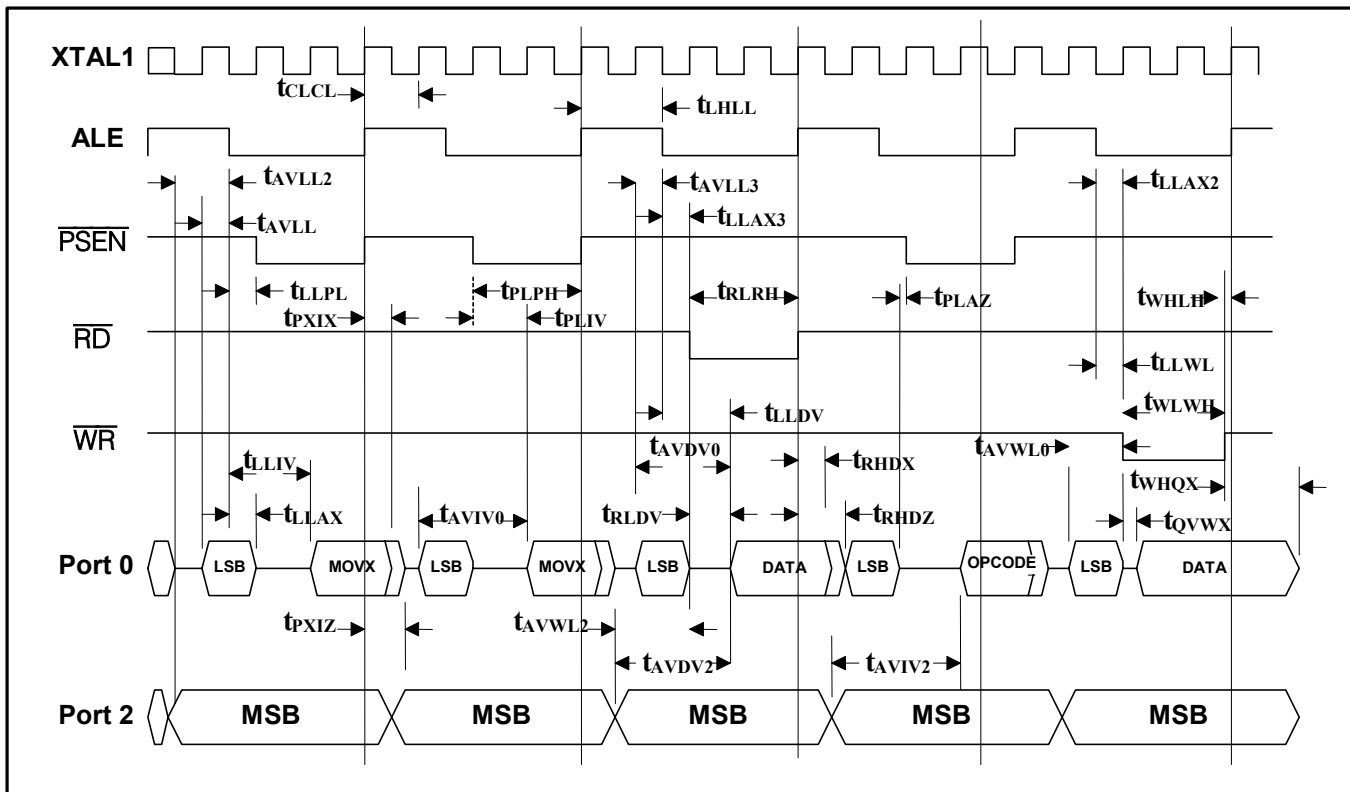 XTAL1
tCLCL
tLHLL
ALE
tAVLL2
tAVLL3
tLLAX2
tAVLL
tLLAX3
PSEN
tLLPL
tPLPH
tRLRH
tPLAZ
tWHLH
tPXIX
tPLIV
RD
tLLWL
tLLDV
tWLWH
WR
tAVDV0
tAVWL0
tLLIV
tRHDX
tWHQX
tLLAX
tAVIV0
tRLDV
tRHDZ
tQVWX
Port 0
LSB
MOVX
LSB
MOVX
LSB
DATA
LSB
OPCODE
LSB
DATA
tPXIZ
tAVWL2
tAVDV2
tAVIV2
Port 2
MSB
MSB
MSB
MSB
MSB